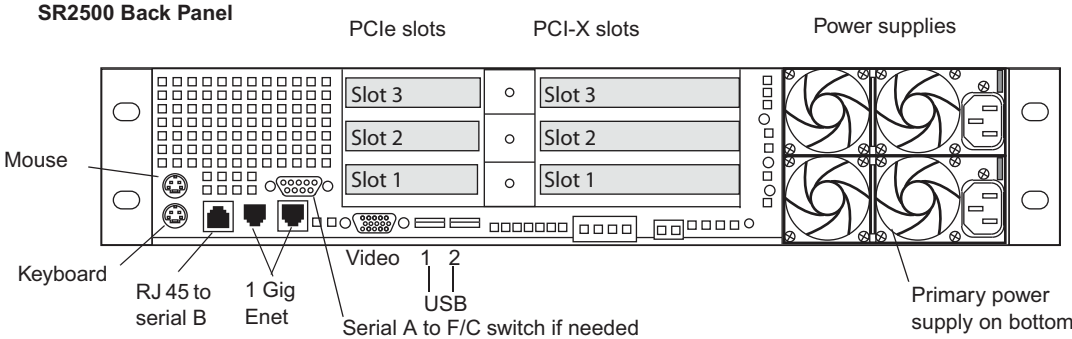 SR2500 Back Panel
PCIe slots
PCI-X slots
Power supplies
Slot 3
Slot 3
Slot 2
Slot 2
Slot 1
Slot 1
Mouse
Keyboard
RJ 45 to
serial B
1 Gig
Enet
Video
1 2
USB
Serial A to F/C switch if needed
Primary power
supply on bottom